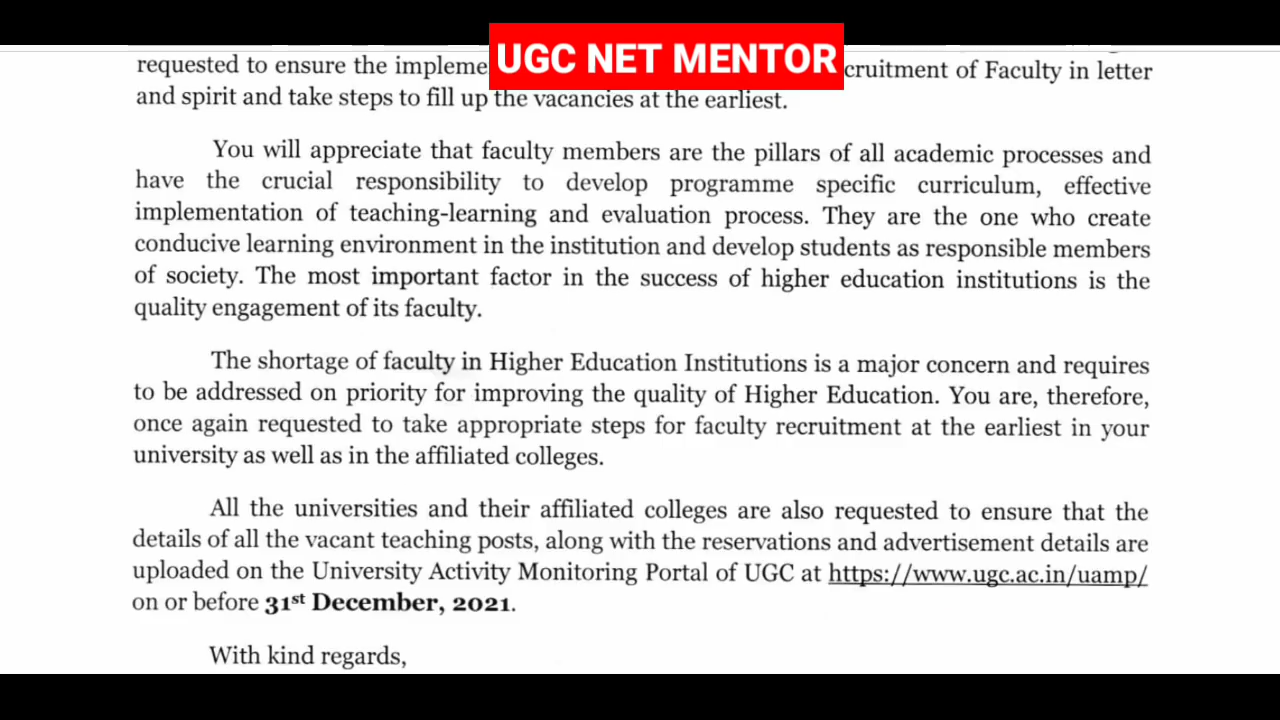 UGC NET MENTOR
requested to ensure the impleme cruitment of Faculty in letter
and spirit and take steps to fill up the vacancies at the earliest.
You will appreciate that faculty members are the pillars of all academic processes and
have the crucial responsibility to develop programme specific curriculum, effective
implementation of teaching-learning and evaluation process. They are the one who create
conducive learning environment in the institution and develop students as responsible members
of society. The most important factor in the success of higher education institutions is the
quality engagement of its faculty.
The shortage of faculty in Higher Education Institutions is a major concern and requires
to be addressed on priority for improving the quality of Higher Education. You are, therefore,
once again requested to take appropriate steps for faculty recruitment at the earliest in your
university as well as in the affiliated colleges.
All the universities and their affiliated colleges are also requested to ensure that the
details of all the vacant teaching posts, along with the reservations and advertisement details are
uploaded on the University Activity Monitoring Portal of UGC at https://www.ugc.ac.in/uamp/
on or before 31st December, 2021.
With kind regards,